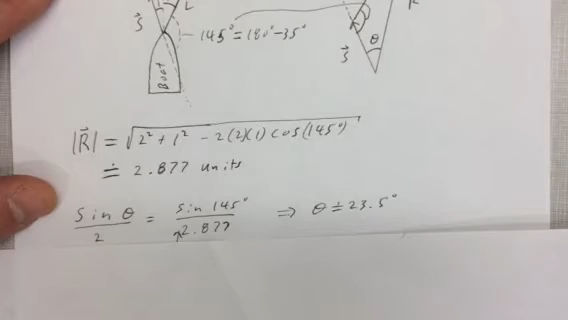 S⃗ L
145° = 180° - 35°
Boat
θ
S⃗
|R⃗| = √2² + 1² - 2(2)(1) cos(145°)
≐ 2.877 units
Sin θ / 2 = Sin 145° / 2.877 ⇒ θ ≐ 23.5°